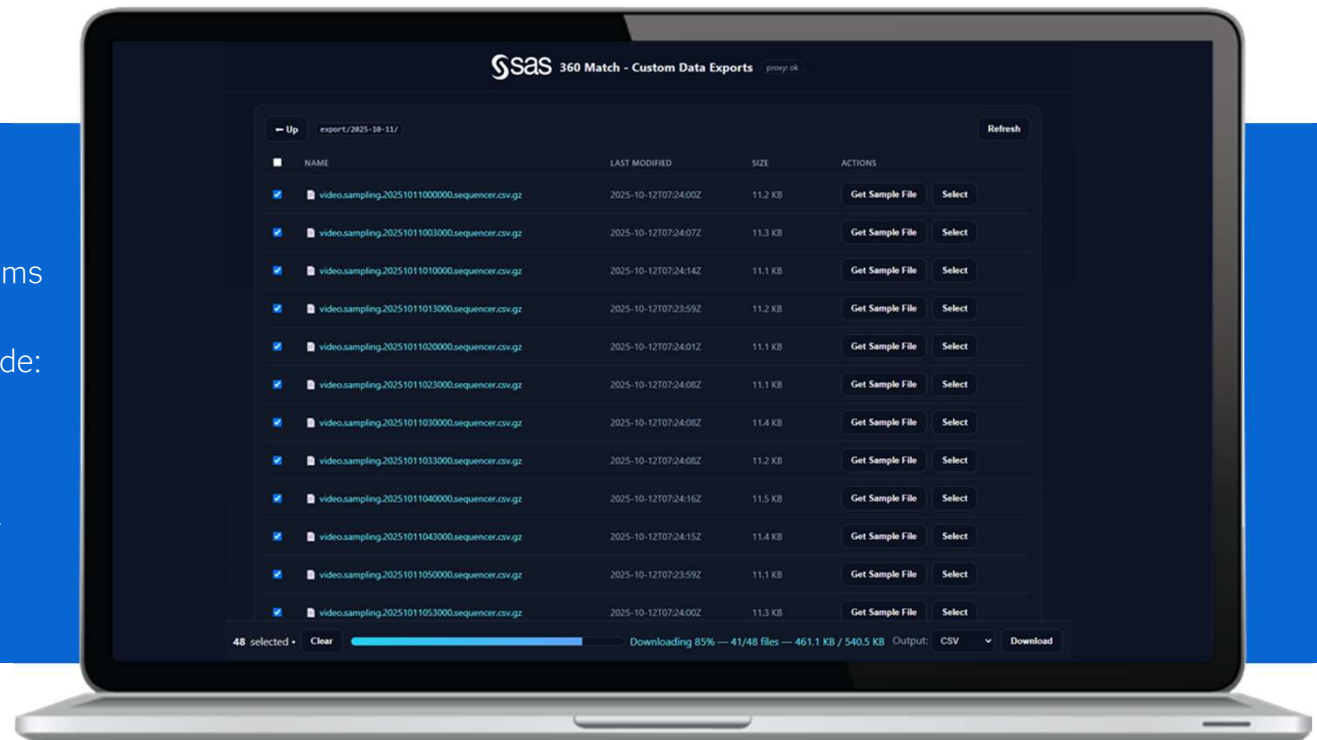 sas 360 Match - Custom Data Exports proxy: ok
Up export/2025-10-11/ Refresh
NAME LAST MODIFIED SIZE ACTIONS
video.sampling.20251011000000.sequencer.csv.gz 2025-10-12T07:24:00Z 11.2 KB Get Sample File Select
video.sampling.20251011003000.sequencer.csv.gz 2025-10-12T07:24:07Z 11.3 KB Get Sample File Select
ms
video.sampling.20251011010000.sequencer.csv.gz 2025-10-12T07:24:14Z 11.1 KB Get Sample File Select
video.sampling.20251011013000.sequencer.csv.gz 2025-10-12T07:23:59Z 11.2 KB Get Sample File Select
de:
video.sampling.20251011020000.sequencer.csv.gz 2025-10-12T07:24:01Z 11.1 KB Get Sample File Select
video.sampling.20251011023000.sequencer.csv.gz 2025-10-12T07:24:08Z 11.1 KB Get Sample File Select
video.sampling.20251011030000.sequencer.csv.gz 2025-10-12T07:24:08Z 11.4 KB Get Sample File Select
video.sampling.20251011033000.sequencer.csv.gz 2025-10-12T07:24:08Z 11.2 KB Get Sample File Select
video.sampling.20251011040000.sequencer.csv.gz 2025-10-12T07:24:16Z 11.5 KB Get Sample File Select
video.sampling.20251011043000.sequencer.csv.gz 2025-10-12T07:24:15Z 11.4 KB Get Sample File Select
video.sampling.20251011050000.sequencer.csv.gz 2025-10-12T07:23:59Z 11.1 KB Get Sample File Select
video.sampling.20251011053000.sequencer.csv.gz 2025-10-12T07:24:00Z 11.3 KB Get Sample File Select
48 selected • Clear Downloading 85% — 41/48 files — 461.1 KB / 540.5 KB Output: CSV Download